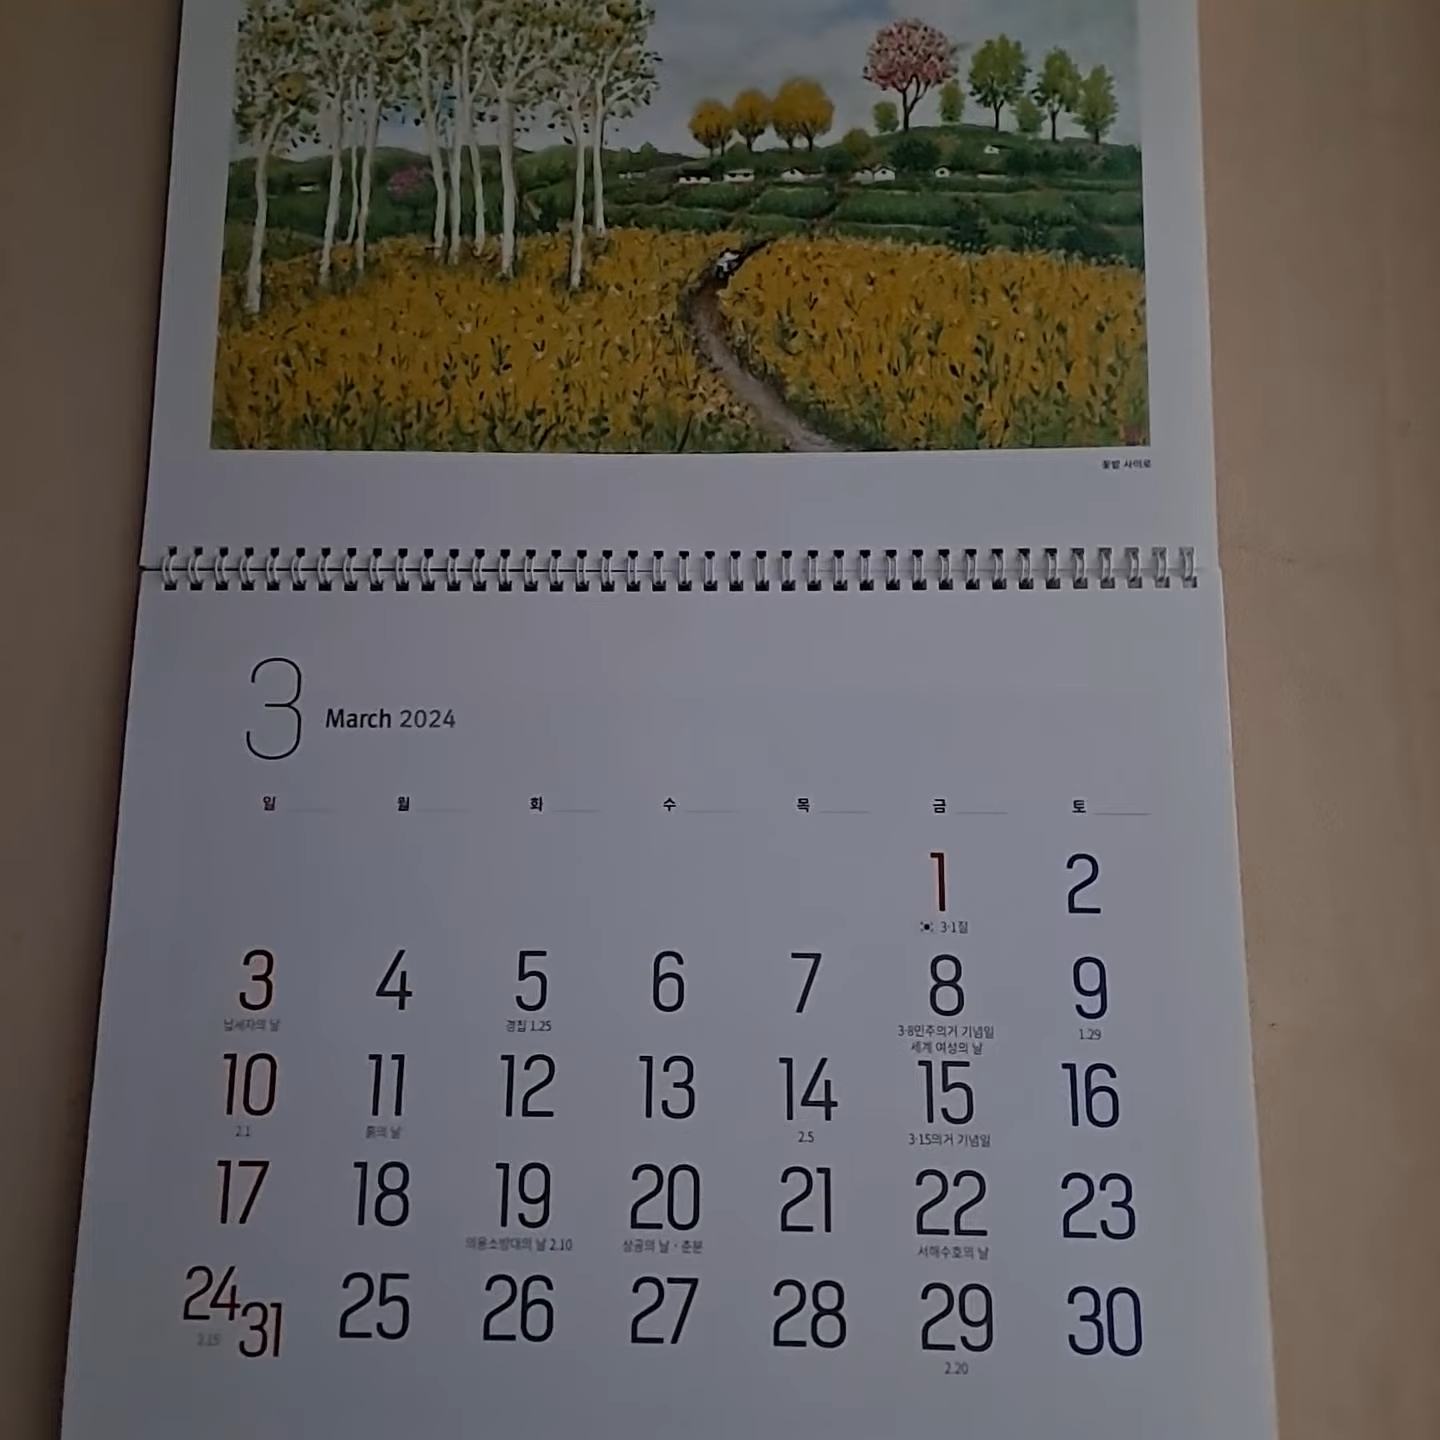 꽃밭 사이로
3
March 2024
일 월 화 수 목 금 토
1 2
3·1절
3 4 5 6 7 8 9
납세자의 날 경칩 1.25 3·8민주의거 기념일 1.29
세계 여성의 날
10 11 12 13 14 15 16
2.1 흙의 날 2.5 3·15의거 기념일
17 18 19 20 21 22 23
의용소방대의 날 2.10 상공의 날·춘분 서해수호의 날
24 31 25 26 27 28 29 30
2.15 2.20